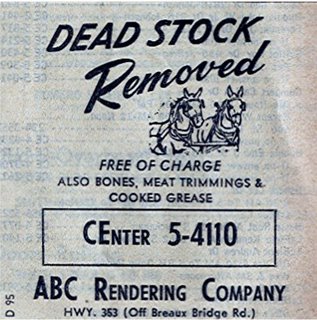 DEAD STOCK
Removed
FREE OF CHARGE
ALSO BONES, MEAT TRIMMINGS &
COOKED GREASE
CEnter 5-4110
ABC RENDERING COMPANY
HWY. 353 (Off Breaux Bridge Rd.)
D 95